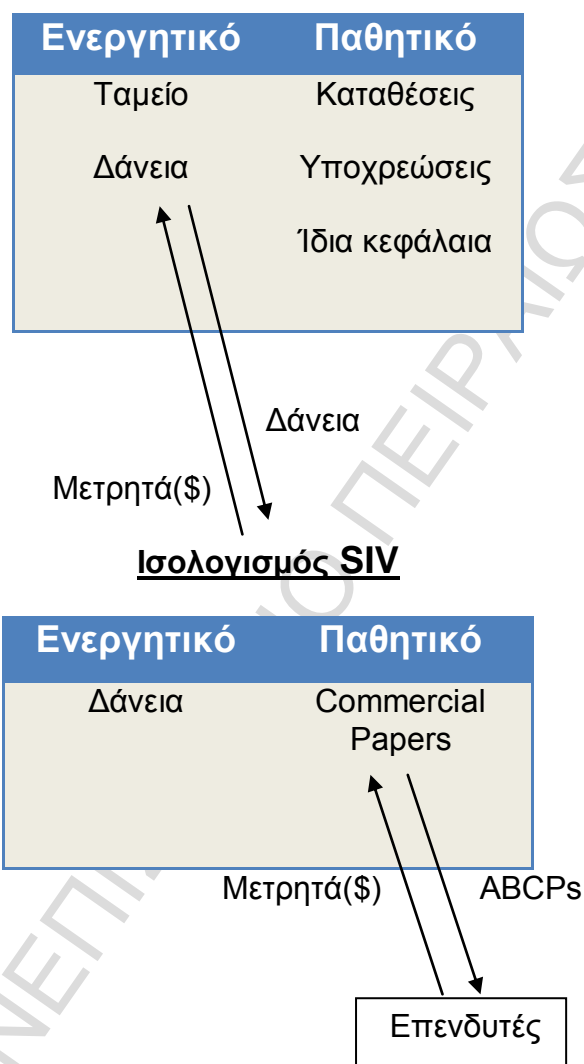 Ενεργητικό Παθητικό
Ταμείο Καταθέσεις
Δάνεια Υποχρεώσεις
Ίδια κεφάλαια
Δάνεια
Μετρητά($)
Ισολογισμός SIV
Ενεργητικό Παθητικό
Δάνεια Commercial
Papers
Μετρητά($) ABCPs
Επενδυτές